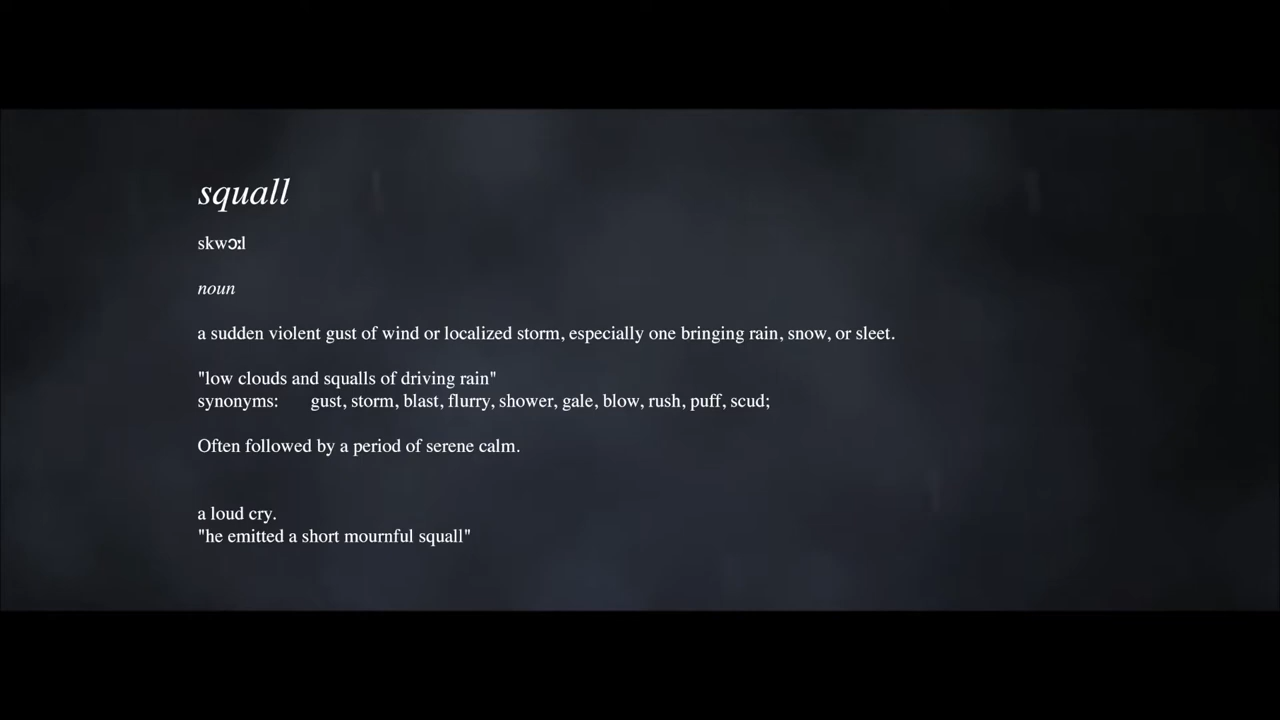 squall
skwɔːl
noun
a sudden violent gust of wind or localized storm, especially one bringing rain, snow, or sleet.
"low clouds and squalls of driving rain"
synonyms: gust, storm, blast, flurry, shower, gale, blow, rush, puff, scud;
Often followed by a period of serene calm.
a loud cry.
"he emitted a short mournful squall"